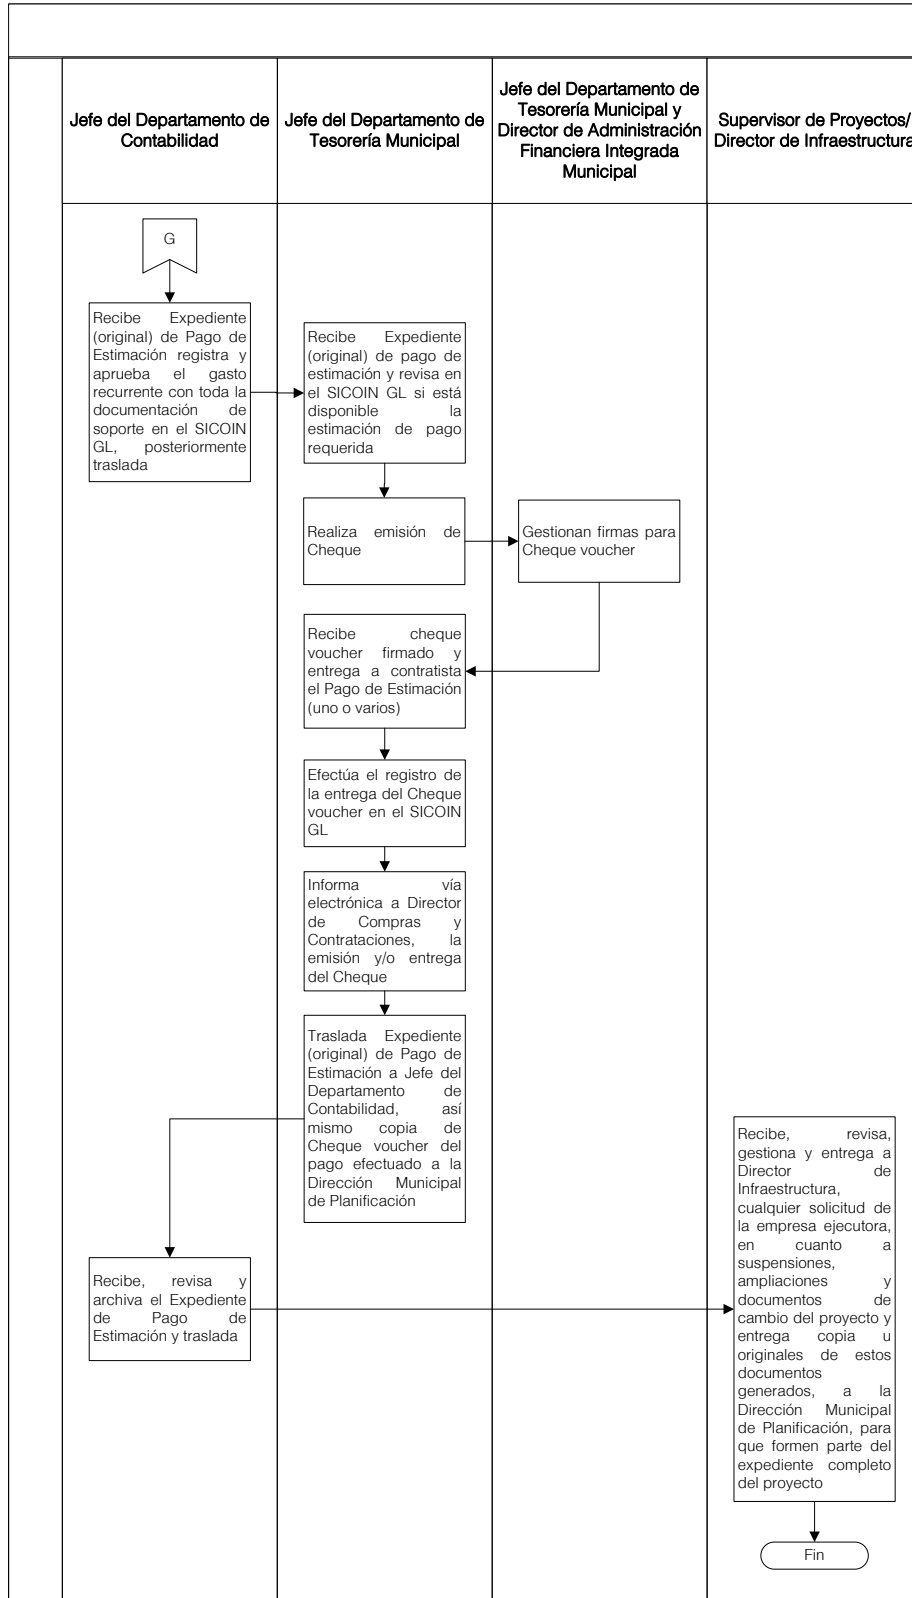 Jefe del Departamento de
Contabilidad
Jefe del Departamento de
Tesorería Municipal
Jefe del Departamento de
Tesorería Municipal y
Director de Administración
Financiera Integrada
Municipal
Supervisor de Proyectos/
Director de Infraestructura
G
Recibe Expediente
(original) de Pago de
Estimación registra y
aprueba el gasto
recurrente con toda la
documentación de
soporte en el SICOIN
GL, posteriormente
traslada
Recibe Expediente
(original) de pago de
estimación y revisa en
el SICOIN GL si está
disponible la
estimación de pago
requerida
Realiza emisión de
Cheque
Gestionan firmas para
Cheque voucher
Recibe cheque
voucher firmado y
entrega a contratista
el Pago de Estimación
(uno o varios)
Efectúa el registro de
la entrega del Cheque
voucher en el SICOIN
GL
Informa vía
electrónica a Director
de Compras y
Contrataciones, la
emisión y/o entrega
del Cheque
Traslada Expediente
(original) de Pago de
Estimación a Jefe del
Departamento de
Contabilidad, así
mismo copia de
Cheque voucher del
pago efectuado a la
Dirección Municipal
de Planificación
Recibe, revisa y
archiva el Expediente
de Pago de
Estimación y traslada
Recibe, revisa,
gestiona y entrega a
Director de
Infraestructura,
cualquier solicitud de
la empresa ejecutora,
en cuanto a
suspensiones,
ampliaciones y
documentos de
cambio del proyecto y
entrega copia u
originales de estos
documentos
generados, a la
Dirección Municipal
de Planificación, para
que formen parte del
expediente completo
del proyecto
Fin